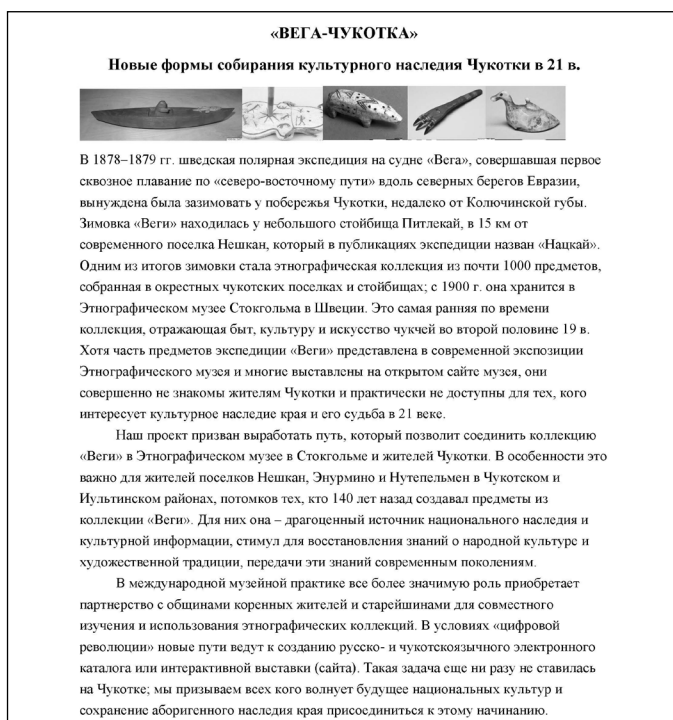 «ВЕГА-ЧУКОТКА»
Новые формы собирания культурного наследия Чукотки в 21 в.
В 1878–1879 гг. шведская полярная экспедиция на судне «Вега», совершавшая первое
сквозное плавание по «северо-восточному пути» вдоль северных берегов Евразии,
вынуждена была зазимовать у побережья Чукотки, недалеко от Колючинской губы.
Зимовка «Веги» находилась у небольшого стойбища Питлекай, в 15 км от
современного поселка Нешкан, который в публикациях экспедиции назван «Нацкай».
Одним из итогов зимовки стала этнографическая коллекция из почти 1000 предметов,
собранная в окрестных чукотских поселках и стойбищах; с 1900 г. она хранится в
Этнографическом музее Стокгольма в Швеции. Это самая ранняя по времени
коллекция, отражающая быт, культуру и искусство чукчей во второй половине 19 в.
Хотя часть предметов экспедиции «Веги» представлена в современной экспозиции
Этнографического музея и многие выставлены на открытом сайте музея, они
совершенно не знакомы жителям Чукотки и практически не доступны для тех, кого
интересует культурное наследие края и его судьба в 21 веке.
Наш проект призван выработать путь, который позволит соединить коллекцию
«Веги» в Этнографическом музее в Стокгольме и жителей Чукотки. В особенности это
важно для жителей поселков Нешкан, Энурмино и Нутепельмен в Чукотском и
Иультинском районах, потомков тех, кто 140 лет назад создавал предметы из
коллекции «Веги». Для них она – драгоценный источник национального наследия и
культурной информации, стимул для восстановления знаний о народной культуре и
художественной традиции, передачи эти знаний современным поколениям.
В международной музейной практике все более значимую роль приобретает
партнерство с общинами коренных жителей и старейшинами для совместного
изучения и использования этнографических коллекций. В условиях «цифровой
революции» новые пути ведут к созданию русско- и чукотскоязычного электронного
каталога или интерактивной выставки (сайта). Такая задача еще ни разу не ставилась
на Чукотке; мы призываем всех кого волнует будущее национальных культур и
сохранение аборигенного наследия края присоединиться к этому начинанию.